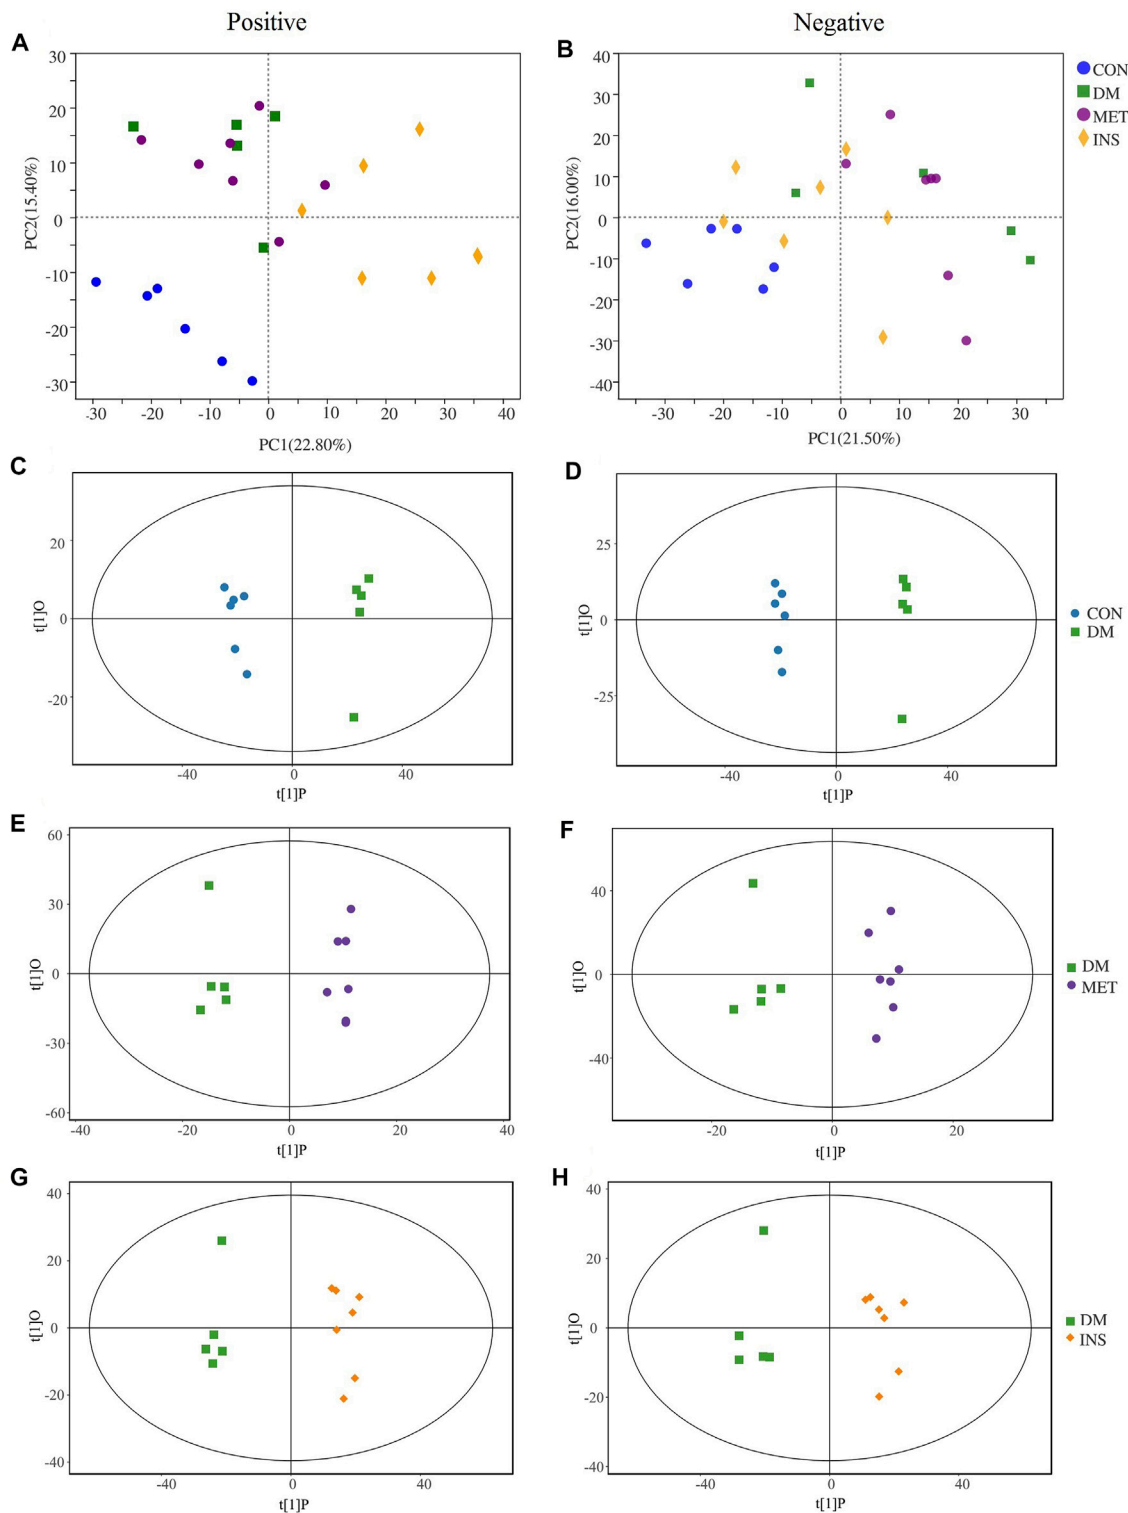 Positive
Negative
A
30
20
10
0
-10
-20
-30
PC2(15.40%)
-30
-20
-10
0
10
20
30
40
PC1(22.80%)
B
40
30
20
10
0
-10
-20
-30
-40
PC2(16.00%)
-30
-20
-10
0
10
20
30
PC1(21.50%)
CON
DM
MET
INS
C
20
0
-20
t[1]O
-40
0
40
t[1]P
D
25
0
-25
t[1]O
-40
0
40
t[1]P
CON
DM
E
60
30
0
-30
-60
t[1]O
-40
-20
0
20
40
t[1]P
F
40
0
-40
t[1]O
-20
0
20
t[1]P
DM
MET
G
40
20
0
-20
-40
t[1]O
-40
0
40
t[1]P
H
40
20
0
-20
-40
t[1]O
-40
0
40
t[1]P
DM
INS